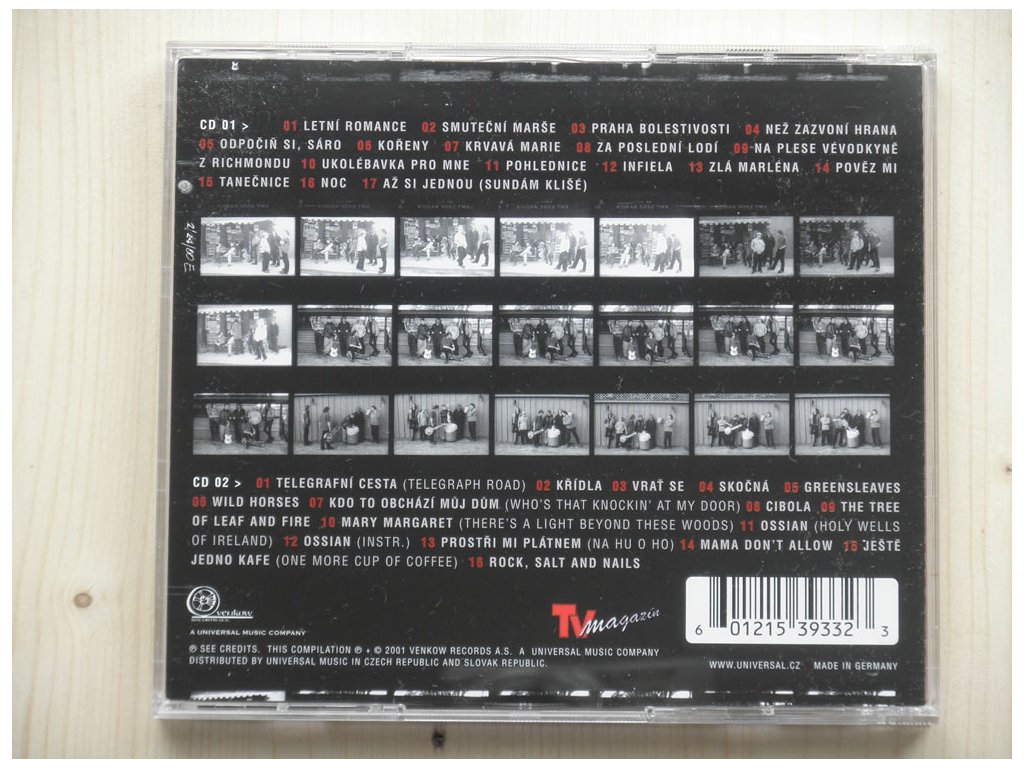 CD 01 > 01 LETNÍ ROMANCE 02 SMUTEČNÍ MARŠE 03 PRAHA BOLESTIVOSTI 04 NEŽ ZAZVONÍ HRANA
05 ODPOČIŇ SI, SÁRO 06 KOŘENY 07 KRVAVÁ MARIE 08 ZA POSLEDNÍ LODÍ 09 NA PLESE VÉVODKYNĚ
Z RICHMONDU 10 UKOLÉBAVKA PRO MNE 11 POHLEDNICE 12 INFIELA 13 ZLÁ MARLÉNA 14 POVĚZ MI
15 TANEČNICE 16 NOC 17 AŽ SI JEDNOU (SUNDÁM KLIŠÉ)
KODAK 5052 TMX
CD 02 > 01 TELEGRAFNÍ CESTA (TELEGRAPH ROAD) 02 KŘÍDLA 03 VRAŤ SE 04 SKOČNÁ 05 GREENSLEAVES
06 WILD HORSES 07 KDO TO OBCHÁZÍ MŮJ DŮM (WHO'S THAT KNOCKIN' AT MY DOOR) 08 CIBOLA 09 THE TREE
OF LEAF AND FIRE 10 MARY MARGARET (THERE'S A LIGHT BEYOND THESE WOODS) 11 OSSIAN (HOLY WELLS
OF IRELAND) 12 OSSIAN (INSTR.) 13 PROSTŘI MI PLÁTNEM (NA HU O HO) 14 MAMA DON'T ALLOW 15 JEŠTĚ
JEDNO KAFE (ONE MORE CUP OF COFFEE) 16 ROCK, SALT AND NAILS
venkow
A UNIVERSAL MUSIC COMPANY
TV magazín
6 01215 39332 3
℗ SEE CREDITS. THIS COMPILATION ℗ + © 2001 VENKOW RECORDS A.S. A UNIVERSAL MUSIC COMPANY
DISTRIBUTED BY UNIVERSAL MUSIC IN CZECH REPUBLIC AND SLOVAK REPUBLIC.
WWW.UNIVERSAL.CZ MADE IN GERMANY